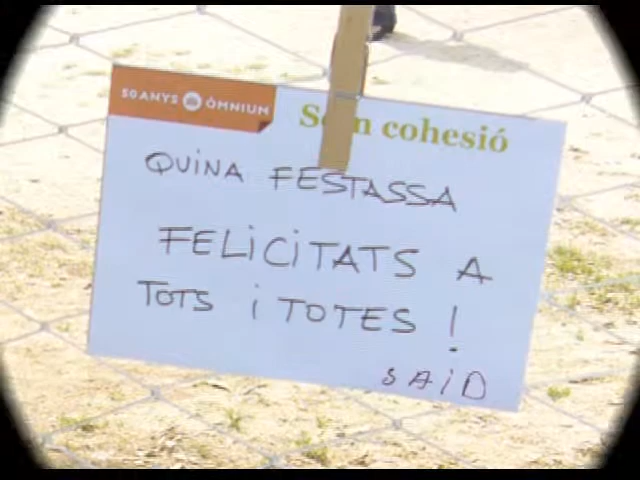 50 ANYS ÒMNIUM
n cohesió
QUINA FESTASSA
FELICITATS A
TOTS i TOTES !
SAID